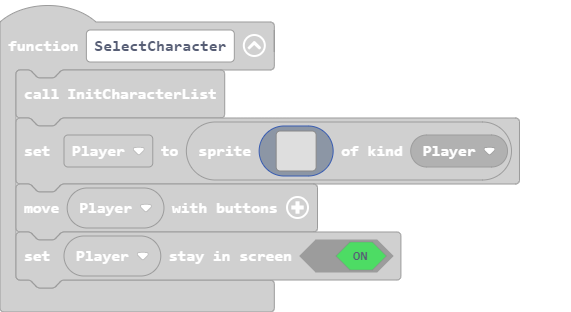 function SelectCharacter
call InitCharacterList
set Player to sprite of kind Player
move Player with buttons
set Player stay in screen ON